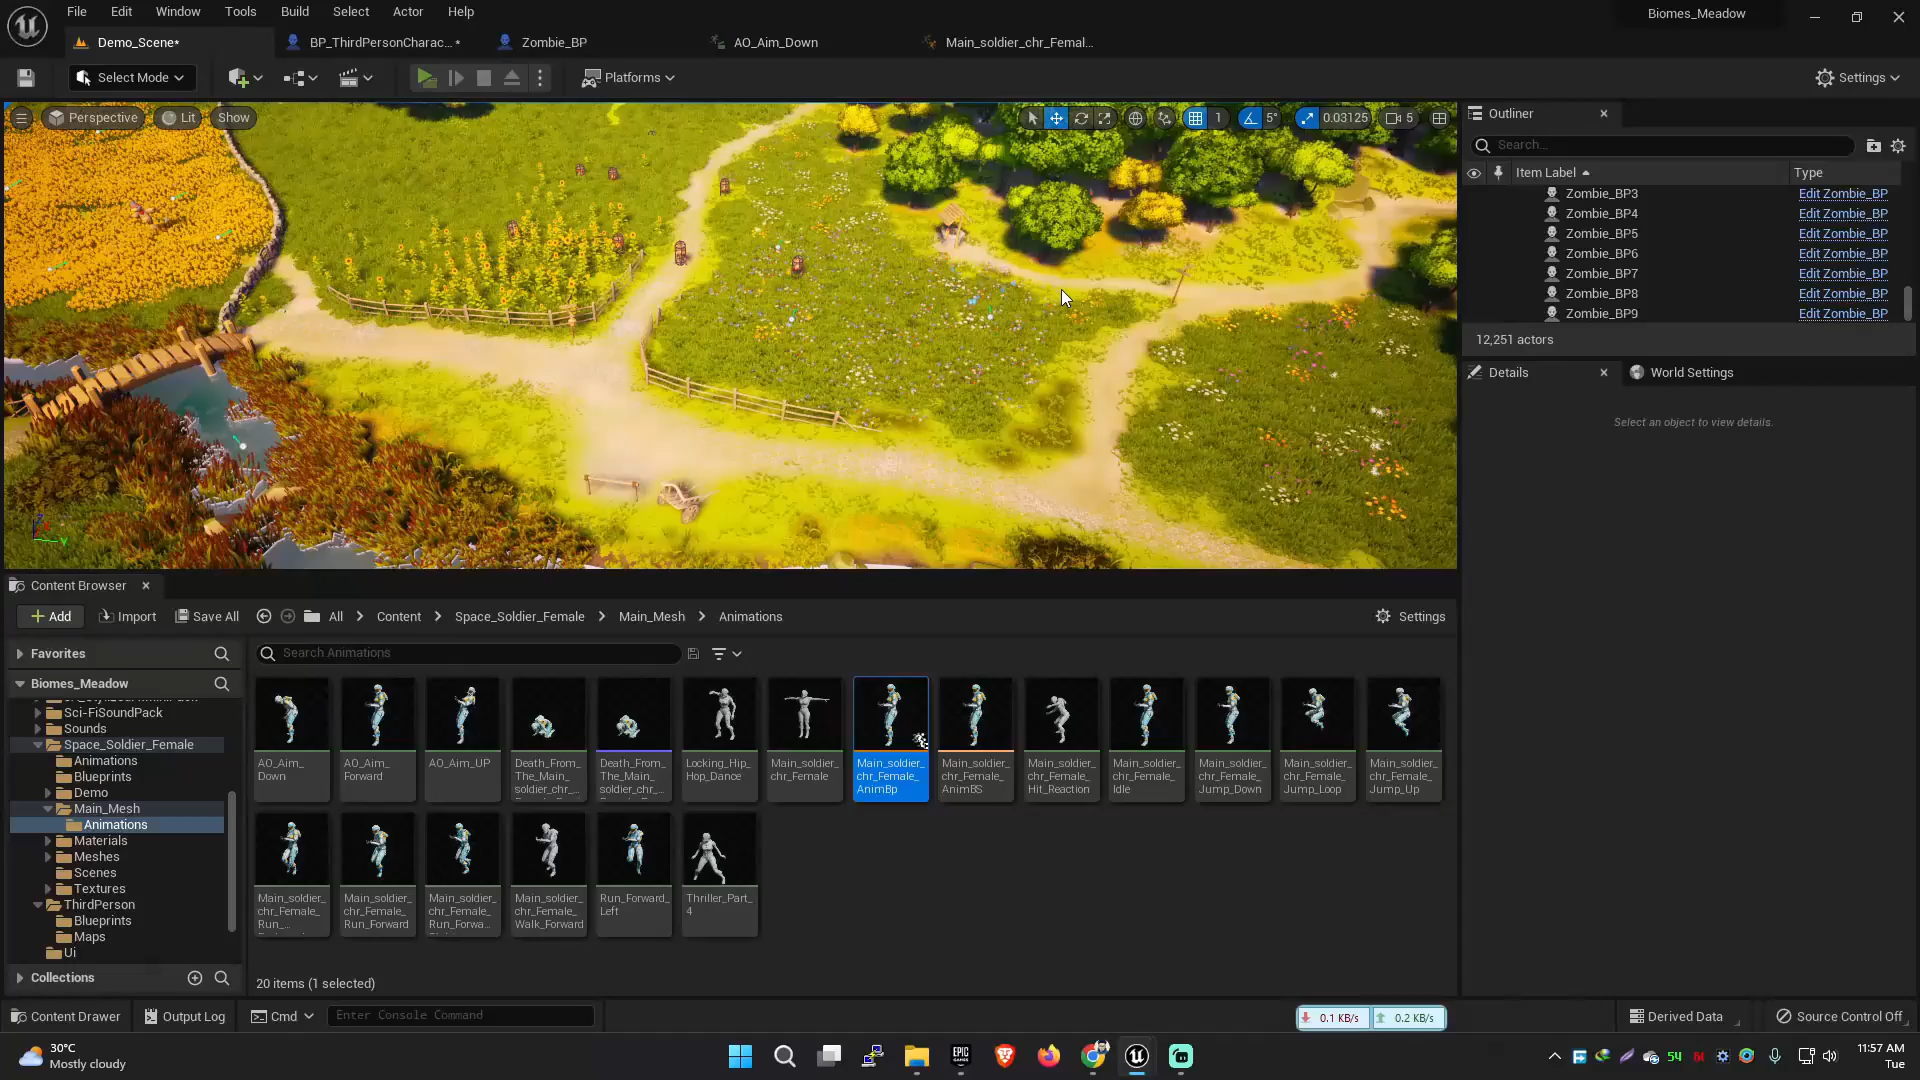 File Edit Window Tools Build Select Actor Help
Biomes_Meadow
Demo_Scene*
BP_ThirdPersonCharac... *
Zombie_BP
AO_Aim_Down
Main_soldier_chr_Femal...
Select Mode
Platforms
Settings
Perspective
Lit
Show
1
5°
0.03125
5
Outliner
Search...
Item Label
Type
Zombie_BP3 Edit Zombie_BP
Zombie_BP4 Edit Zombie_BP
Zombie_BP5 Edit Zombie_BP
Zombie_BP6 Edit Zombie_BP
Zombie_BP7 Edit Zombie_BP
Zombie_BP8 Edit Zombie_BP
Zombie_BP9 Edit Zombie_BP
12,251 actors
Details
World Settings
Select an object to view details.
Content Browser
Add
Import
Save All
All
Content
Space_Soldier_Female
Main_Mesh
Animations
Settings
Favorites
Search Animations
Biomes_Meadow
Sci-FiSoundPack
Sounds
Space_Soldier_Female
Animations
Blueprints
Demo
Main_Mesh
Animations
Materials
Meshes
Scenes
Textures
ThirdPerson
Blueprints
Maps
Ui
Collections
AO_Aim_
Down
AO_Aim_
Forward
AO_Aim_UP
Death_From_
The_Main_
soldier_chr_...
Death_From_
The_Main_
soldier_chr_...
Locking_Hip_
Hop_Dance
Main_soldier_
chr_Female
Main_soldier_
chr_Female_
AnimBp
Main_soldier_
chr_Female_
AnimBS
Main_soldier_
chr_Female_
Hit_Reaction
Main_soldier_
chr_Female_
Idle
Main_soldier_
chr_Female_
Jump_Down
Main_soldier_
chr_Female_
Jump_Loop
Main_soldier_
chr_Female_
Jump_Up
Main_soldier_
chr_Female_
Run_...
Main_soldier_
chr_Female_
Run_Forward
Main_soldier_
chr_Female_
Run_Forwa...
Main_soldier_
chr_Female_
Walk_Forward
Run_Forward_
Left
Thriller_Part_
4
20 items (1 selected)
Content Drawer
Output Log
Cmd
Enter Console Command
0.1 KB/s
0.2 KB/s
Derived Data
Source Control Off
30°C
Mostly cloudy
EPIC
GAMES
54
11:57 AM
Tue